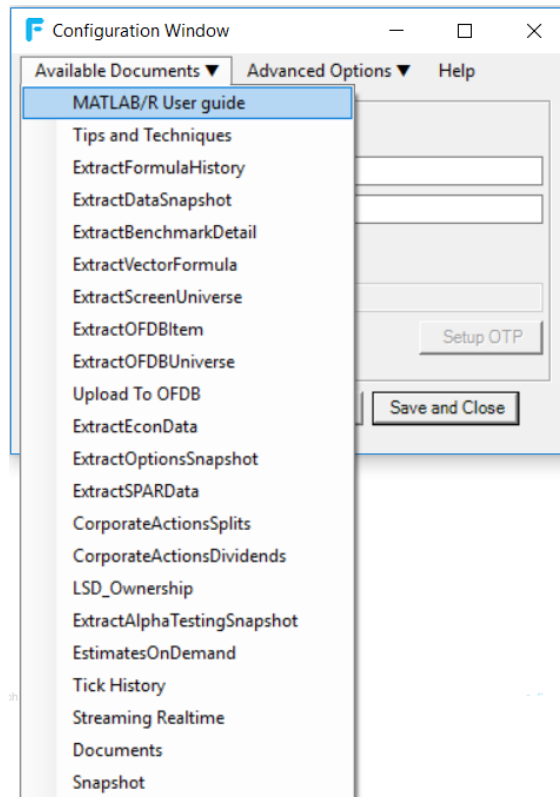 Configuration Window
Available Documents ▼ Advanced Options ▼ Help
MATLAB/R User guide
Tips and Techniques
ExtractFormulaHistory
ExtractDataSnapshot
ExtractBenchmarkDetail
ExtractVectorFormula
ExtractScreenUniverse
ExtractOFDBItem
Setup OTP
ExtractOFDBUniverse
Upload To OFDB
Save and Close
ExtractEconData
ExtractOptionsSnapshot
ExtractSPARData
CorporateActionsSplits
CorporateActionsDividends
LSD_Ownership
ExtractAlphaTestingSnapshot
EstimatesOnDemand
Tick History
Streaming Realtime
Documents
Snapshot